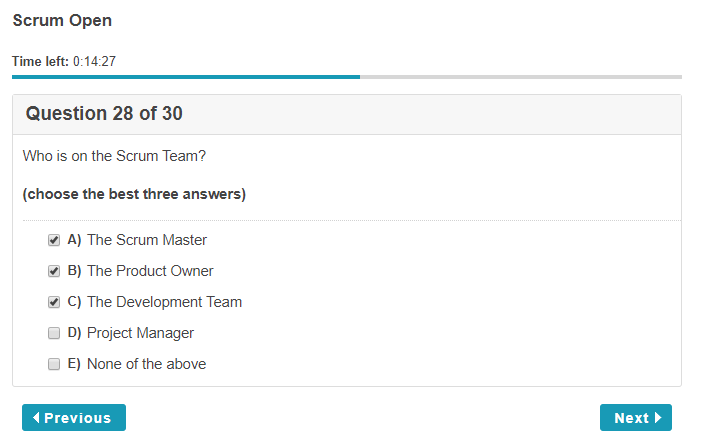 Scrum Open
Time left: 0:14:27
Question 28 of 30
Who is on the Scrum Team?
(choose the best three answers)
A) The Scrum Master
B) The Product Owner
C) The Development Team
D) Project Manager
E) None of the above
Previous
Next